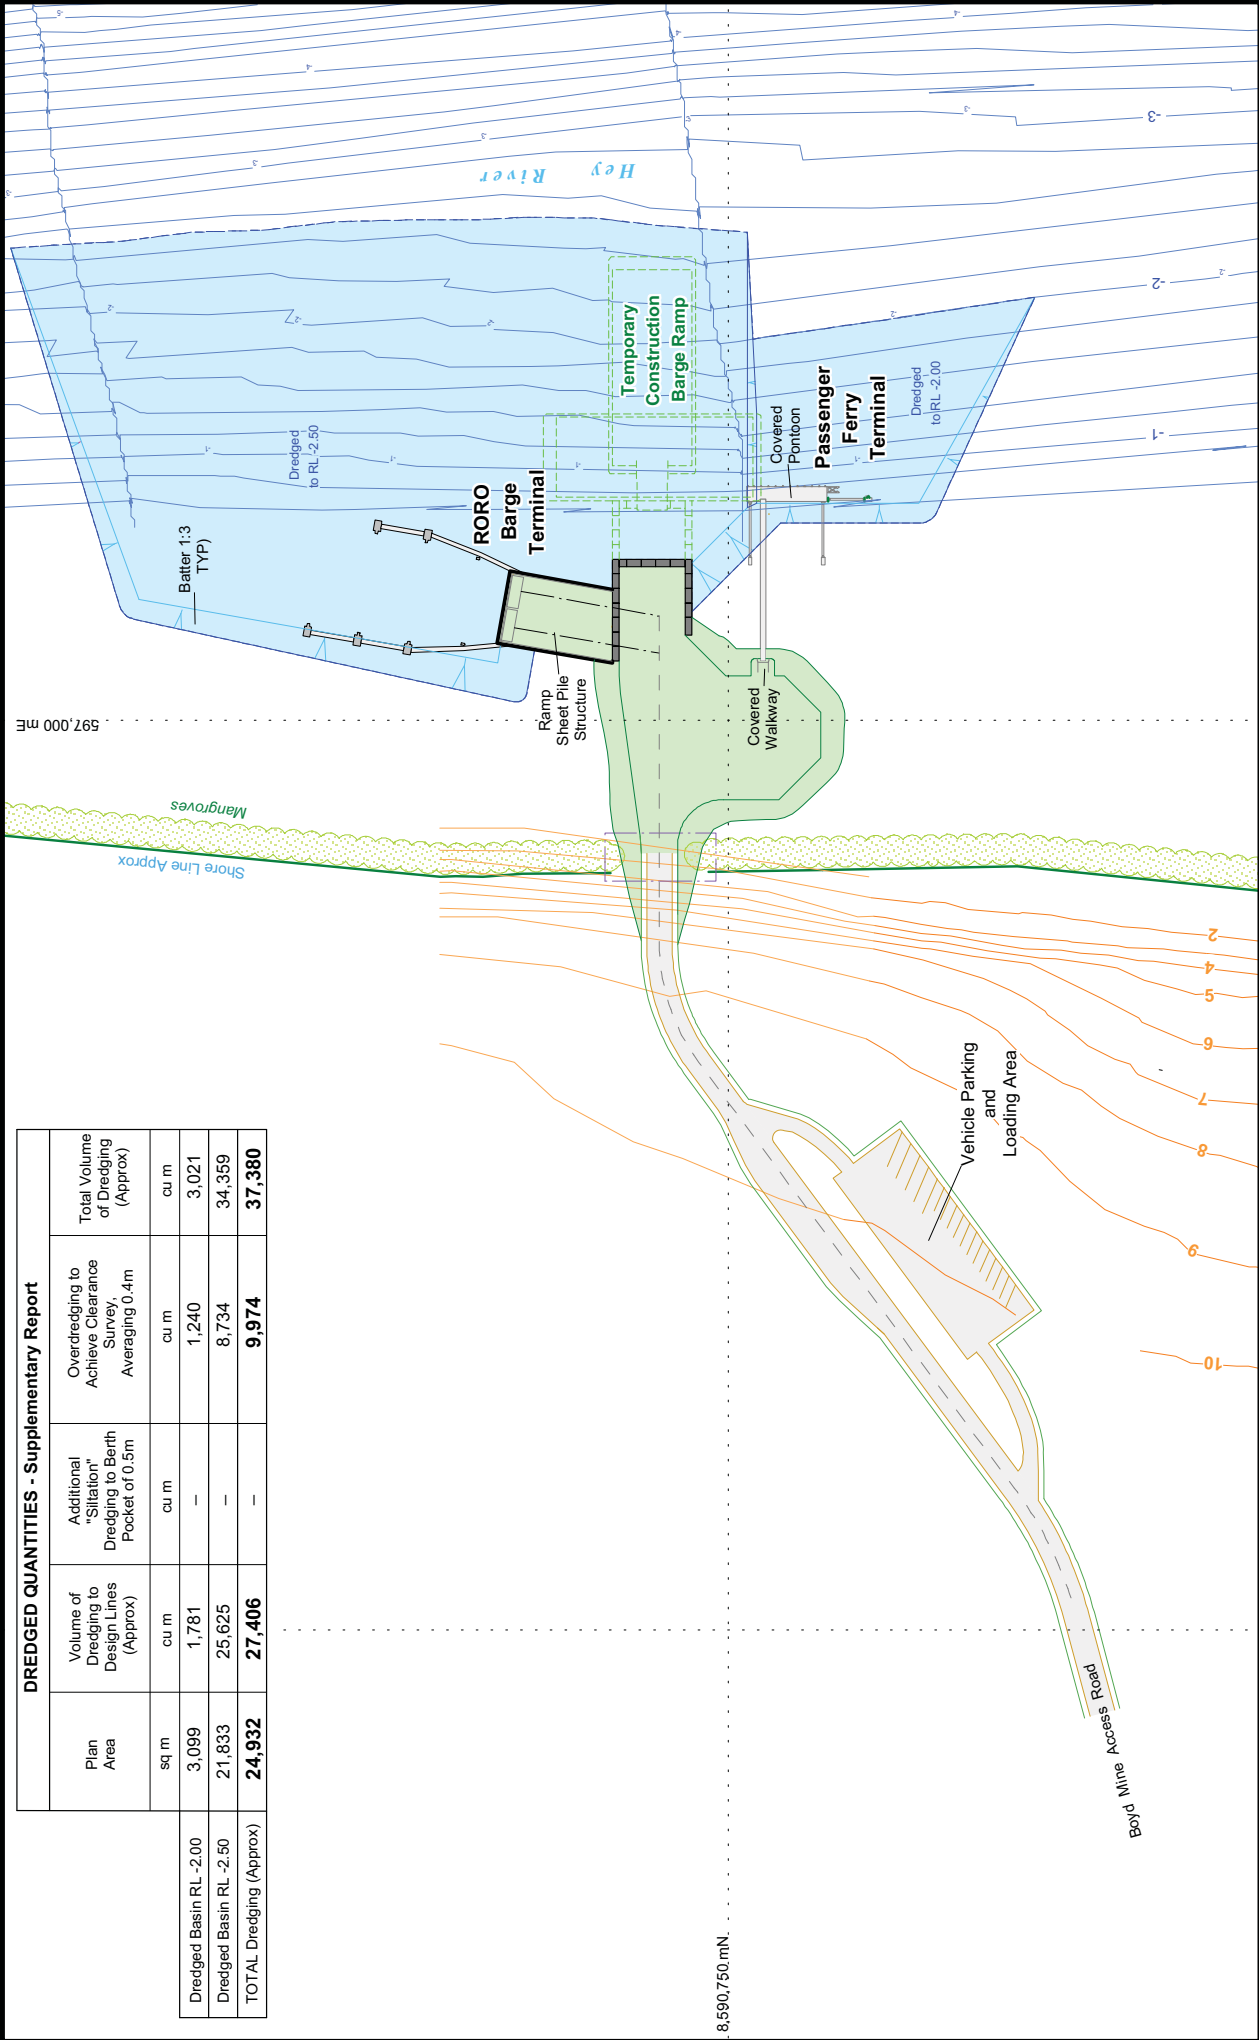 DREDGED QUANTITIES - Supplementary Report
Plan
Area
Volume of
Dredging to
Design Lines
(Approx)
Additional
"Siltation"
Dredging to Berth
Pocket of 0.5m
Overdredging to
Achieve Clearance
Survey,
Averaging 0.4m
Total Volume
of Dredging
(Approx)
sq m cu m cu m cu m cu m
Dredged Basin RL -2.00 3,099 1,781 – 1,240 3,021
Dredged Basin RL -2.50 21,833 25,625 – 8,734 34,359
TOTAL Dredging (Approx) 24,932 27,406 – 9,974 37,380
597,000 mE
8,590,750 mN
Mangroves
Shore Line Approx
Hey River
Batter 1:3
TYP)
Dredged
to RL -2.50
RORO
Barge
Terminal
Temporary
Construction
Barge Ramp
Ramp
Sheet Pile
Structure
Covered
Pontoon
Passenger
Ferry
Terminal
Dredged
to RL -2.00
Covered
Walkway
Vehicle Parking
and
Loading Area
Boyd Mine Access Road
-3
-2
-1
2
4
5
6
7
8
9
10